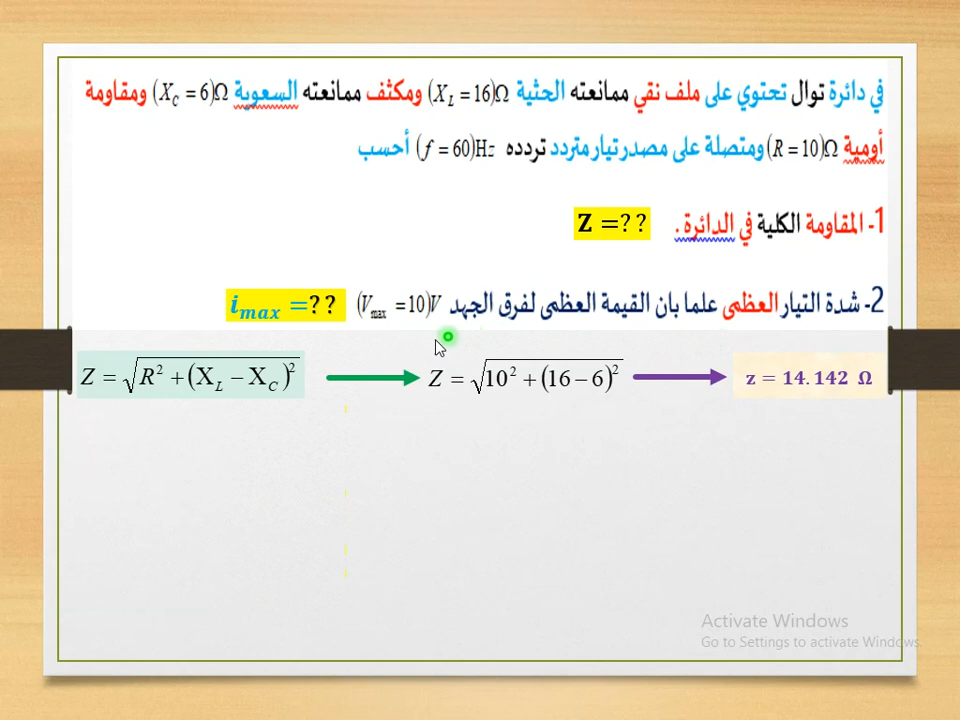 في دائرة توال تحتوي على ملف نقي ممانعته الحثية (X_L = 16)Ω ومكثف ممانعته السعوية (X_C = 6)Ω ومقاومة
أومية (R = 10)Ω ومتصلة على مصدر تيار متردد تردده (f = 60)Hz أحسب
1- المقاومة الكلية في الدائرة . Z =??
2- شدة التيار العظمى علما بان القيمة العظمى لفرق الجهد (V_max = 10)V i_max =??
Z = √(R² + (X_L − X_C)²) Z = √(10² + (16 − 6)²) z = 14.142 Ω
Activate Windows
Go to Settings to activate Windows.